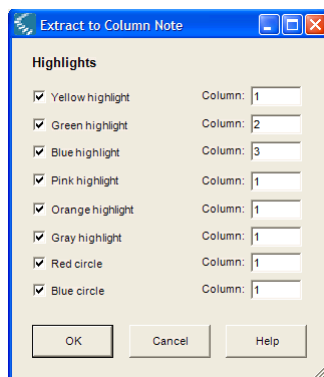 Extract to Column Note
Highlights
Yellow highlight Column: 1
Green highlight Column: 2
Blue highlight Column: 3
Pink highlight Column: 1
Orange highlight Column: 1
Gray highlight Column: 1
Red circle Column: 1
Blue circle Column: 1
OK Cancel Help